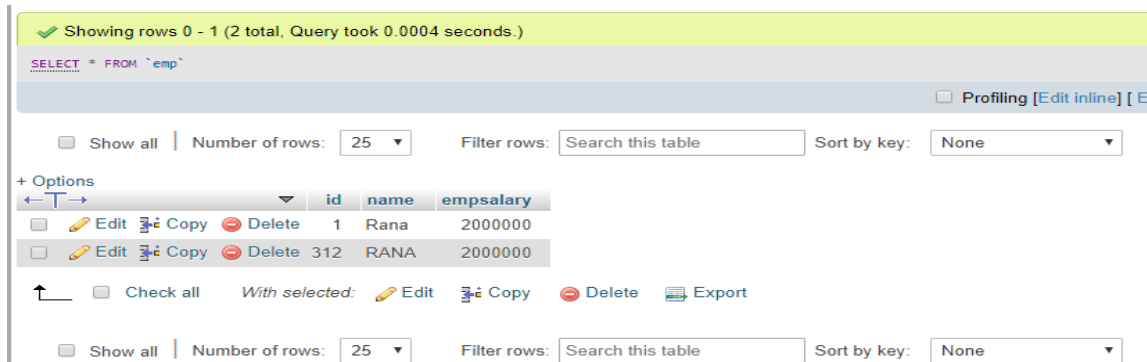 Showing rows 0 - 1 (2 total, Query took 0.0004 seconds.)
SELECT * FROM `emp`
Profiling [Edit inline] [ E
Show all | Number of rows: 25 Filter rows: Search this table Sort by key: None
+ Options
←T→ id name empsalary
Edit Copy Delete 1 Rana 2000000
Edit Copy Delete 312 RANA 2000000
Check all With selected: Edit Copy Delete Export
Show all | Number of rows: 25 Filter rows: Search this table Sort by key: None